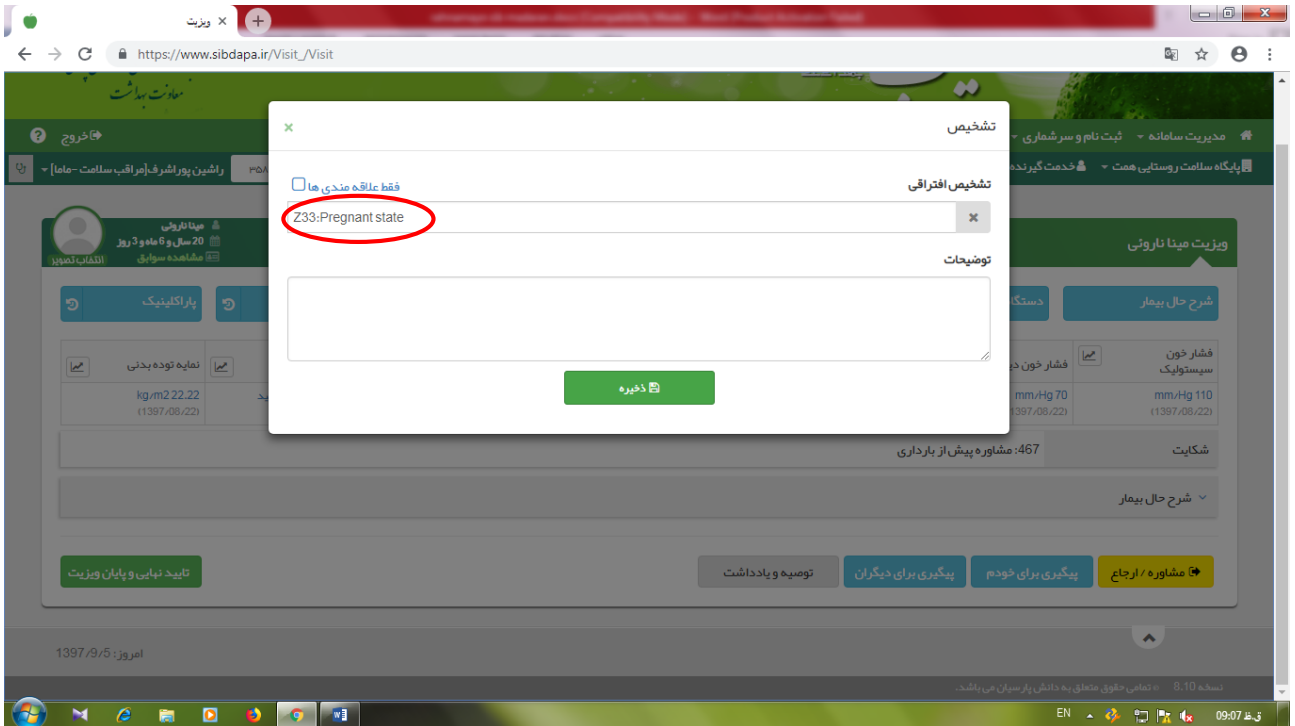 ویزیت
https://www.sibdapa.ir/Visit_/Visit
معاونت بهداشت
مدیریت سامانه
ثبت نام و سرشماری
خروج
پایگاه سلامت روستایی همت
خدمت گیرنده
راشین پوراشرف[مراقب سلامت -ماما]
تشخیص
×
تشخیص افتراقی
فقط علاقه مندی ها
Z33:Pregnant state
توضیحات
ذخیره
ویزیت مینا نارونی
مینا نارونی
20 سال و 6 ماه و 3 روز
مشاهده سوابق
انتخاب تصویر
شرح حال بیمار
پاراکلینیک
فشار خون سیستولیک
نمایه توده بدنی
mm/Hg 110
mm/Hg 70
kg/m2 22.22
(1397/08/22)
(1397/08/22)
شکایت
467: مشاوره پیش از بارداری
شرح حال بیمار
مشاوره / ارجاع
پیگیری برای خودم
پیگیری برای دیگران
توصیه و یادداشت
تایید نهایی و پایان ویزیت
امروز: 1397/9/5
نسخه 8.10 » تمامی حقوق متعلق به دانش پارسیان می باشد.
EN
09:07 ق.ظ